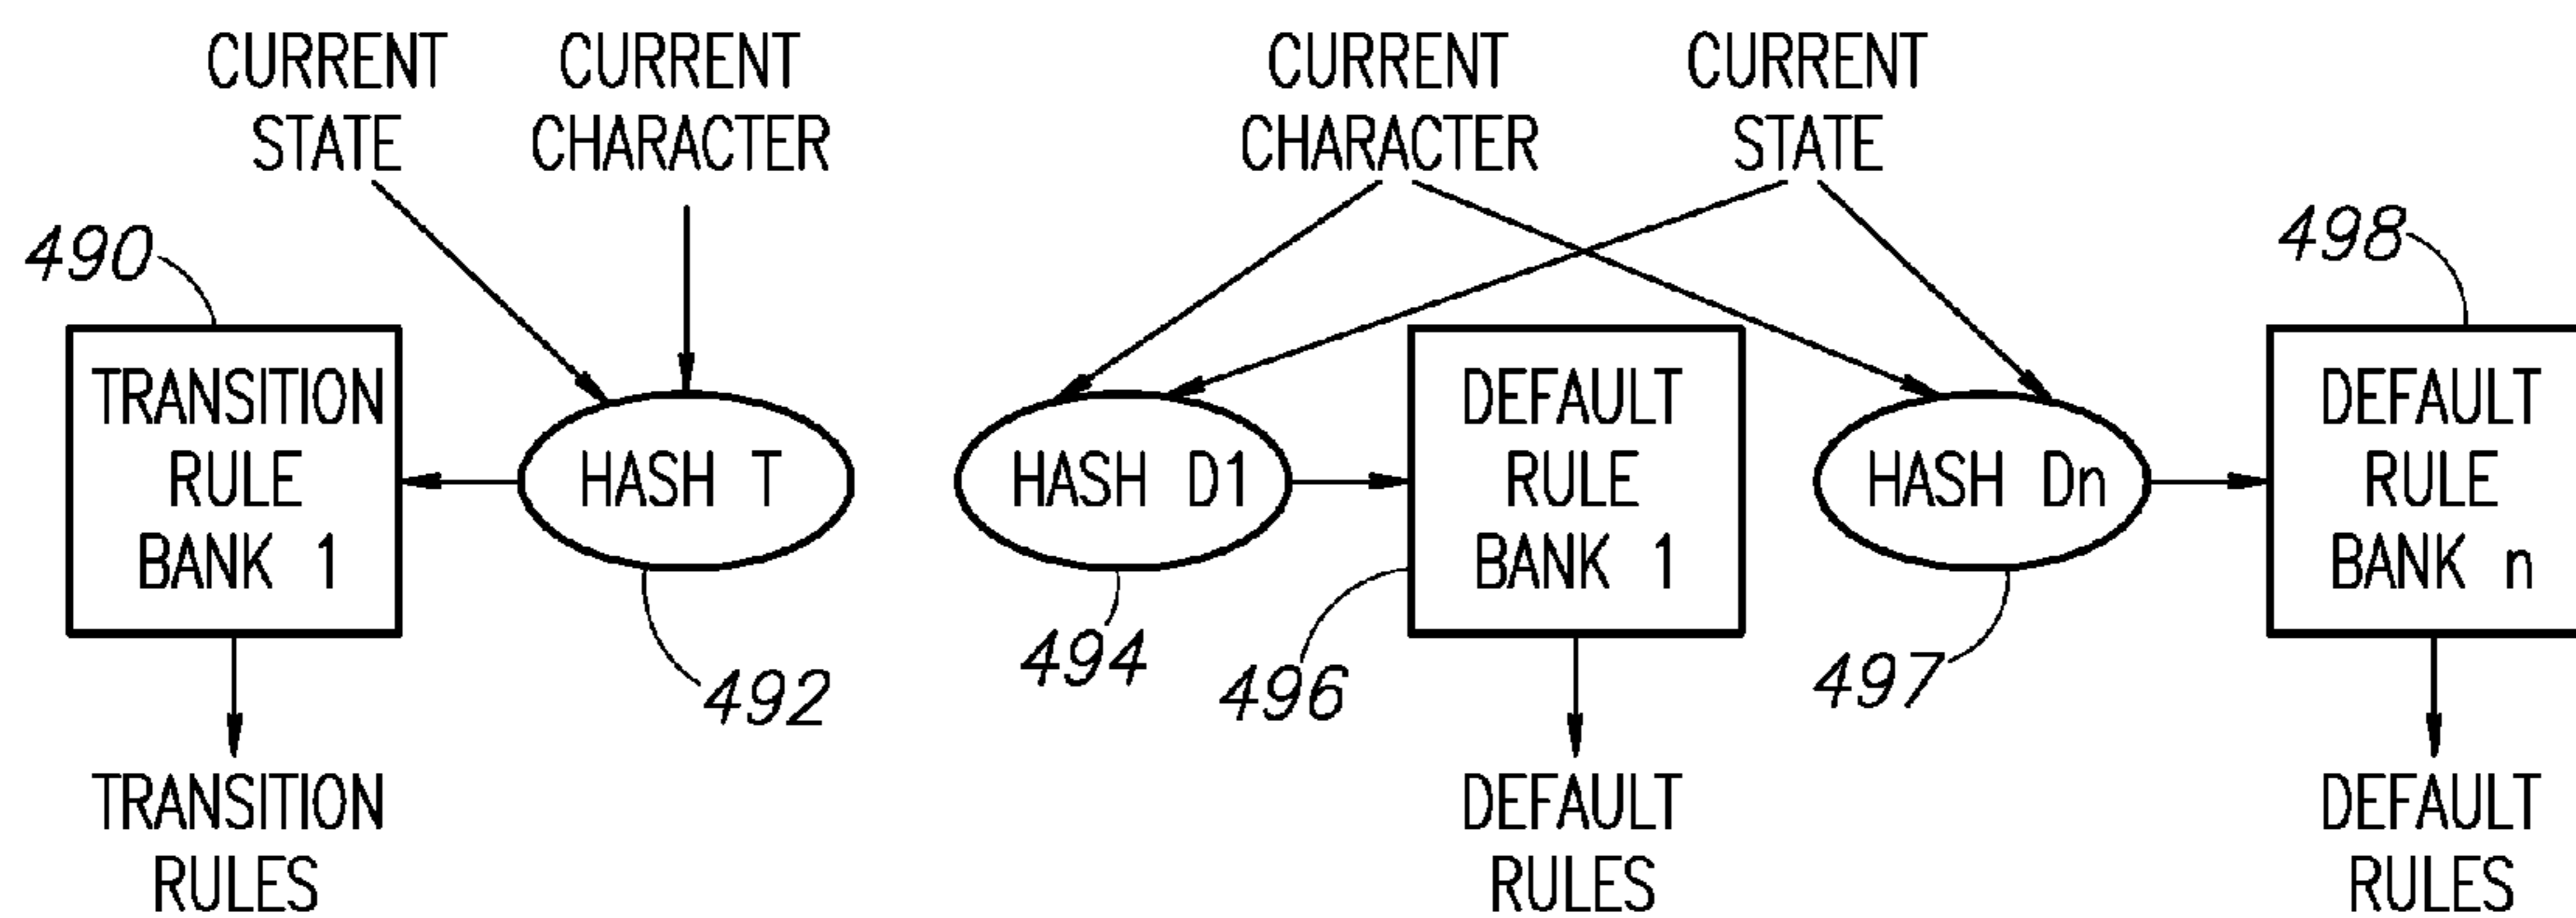 CURRENT
STATE
CURRENT
CHARACTER
CURRENT
CHARACTER
CURRENT
STATE
490
498
TRANSITION
RULE
BANK 1
HASH T
HASH D1
DEFAULT
RULE
BANK 1
HASH Dn
DEFAULT
RULE
BANK n
492
494
496
497
TRANSITION
RULES
DEFAULT
RULES
DEFAULT
RULES